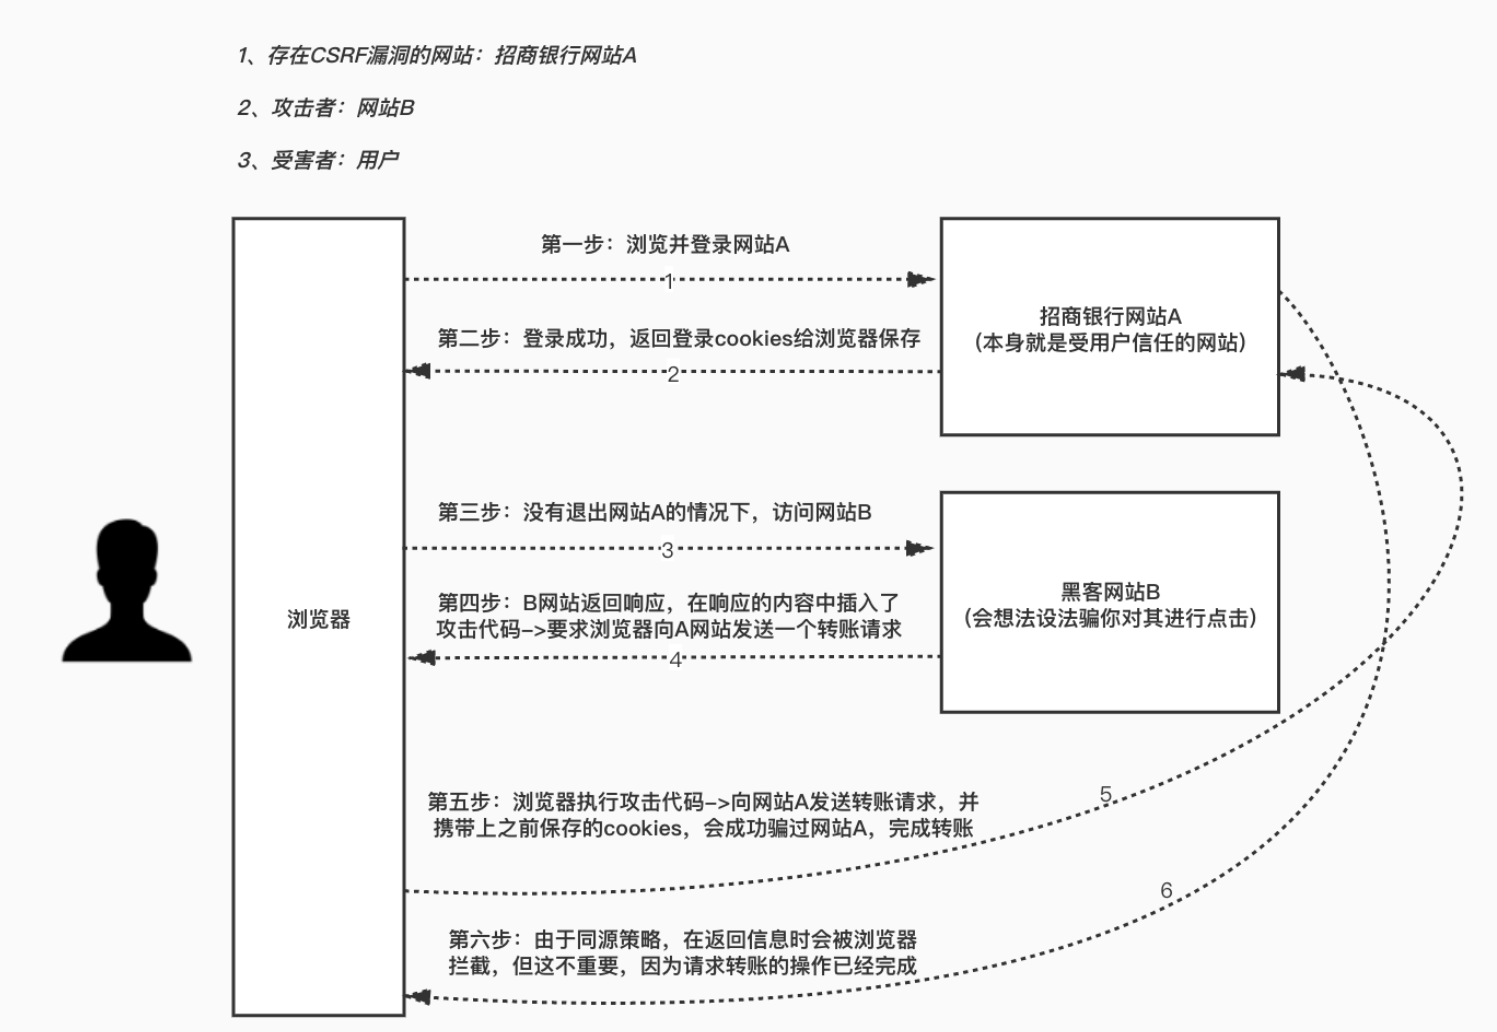 1、存在CSRF漏洞的网站：招商银行网站A
2、攻击者：网站B
3、受害者：用户
第一步：浏览并登录网站A
1
第二步：登录成功，返回登录cookies给浏览器保存
2
招商银行网站A
（本身就是受用户信任的网站）
第三步：没有退出网站A的情况下，访问网站B
3
第四步：B网站返回响应，在响应的内容中插入了
攻击代码->要求浏览器向A网站发送一个转账请求
4
黑客网站B
（会想法设法骗你对其进行点击）
浏览器
第五步：浏览器执行攻击代码->向网站A发送转账请求，并
携带上之前保存的cookies，会成功骗过网站A，完成转账
5
6
第六步：由于同源策略，在返回信息时会被浏览器
拦截，但这不重要，因为请求转账的操作已经完成